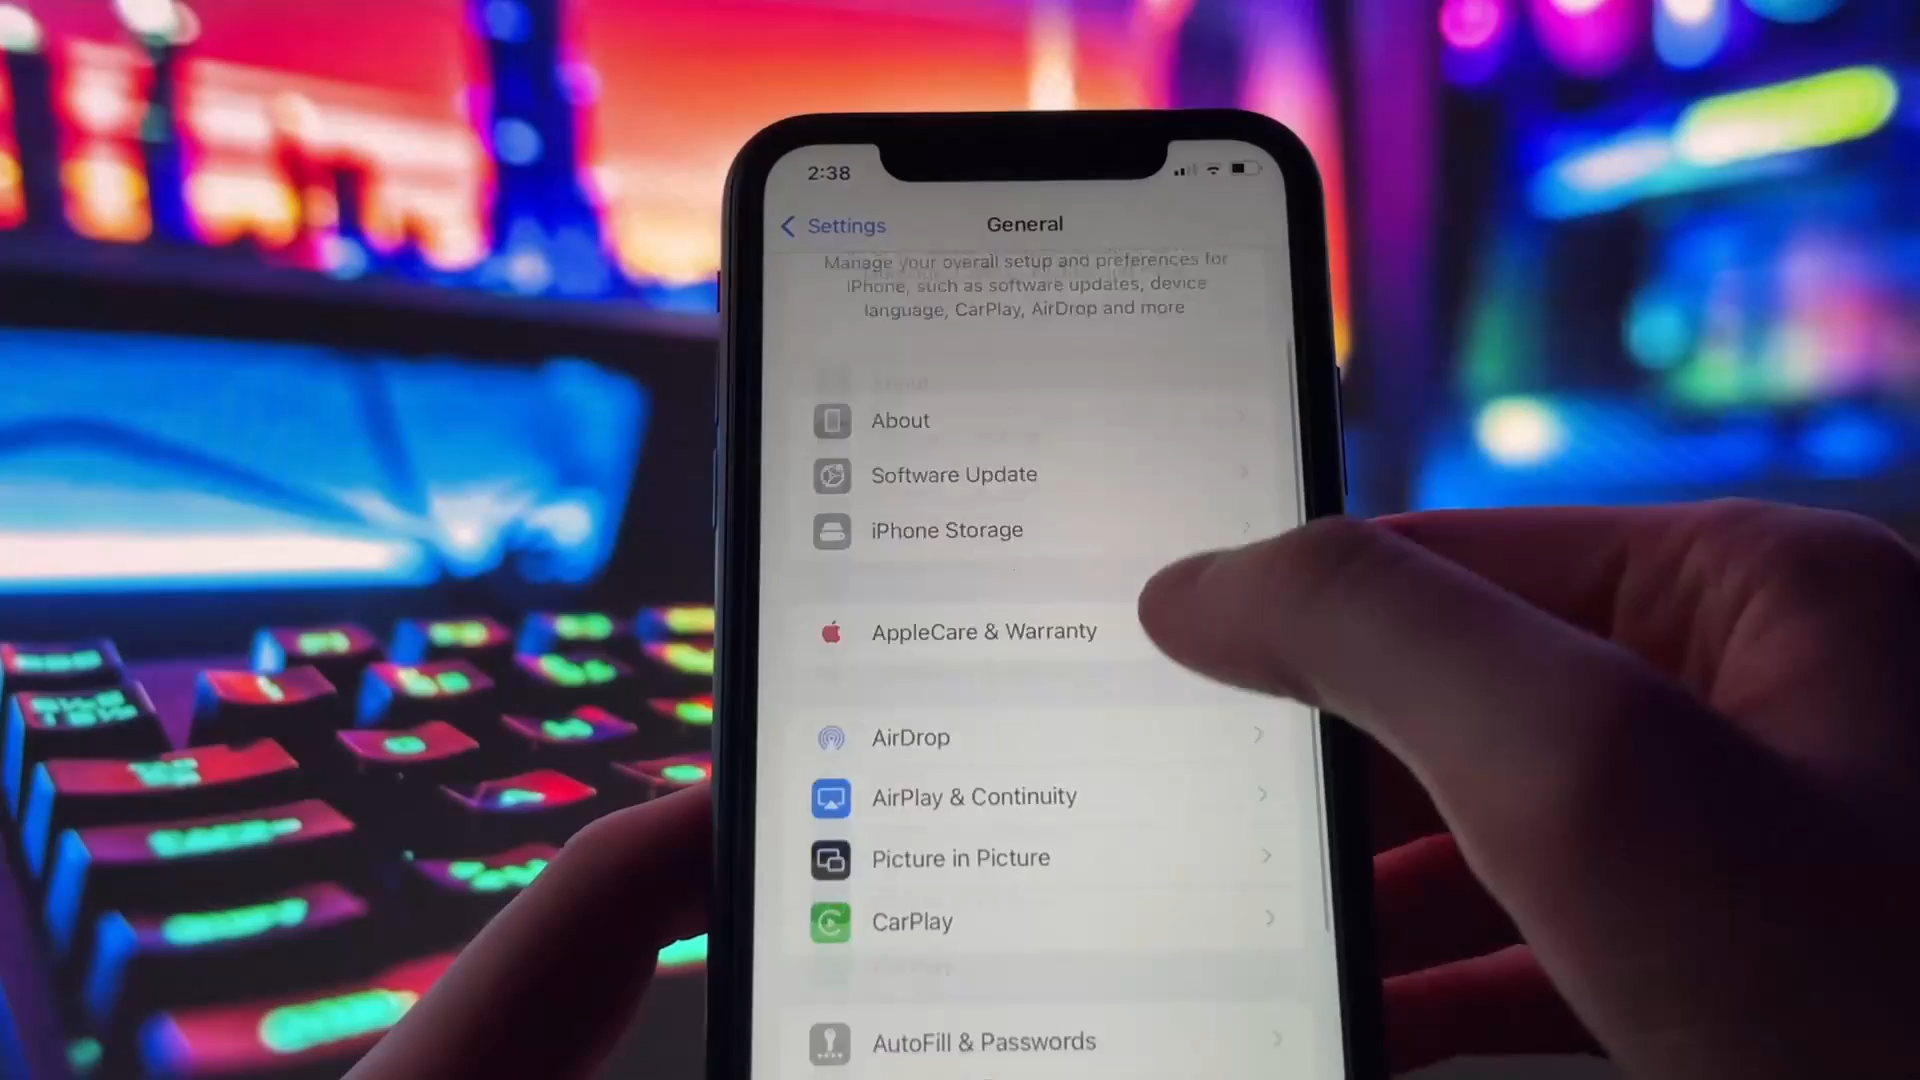 2:38
Settings
General
Manage your overall setup and preferences for
iPhone, such as software updates, device
language, CarPlay, AirDrop and more
About
Software Update
iPhone Storage
AppleCare & Warranty
AirDrop
AirPlay & Continuity
Picture in Picture
CarPlay
AutoFill & Passwords